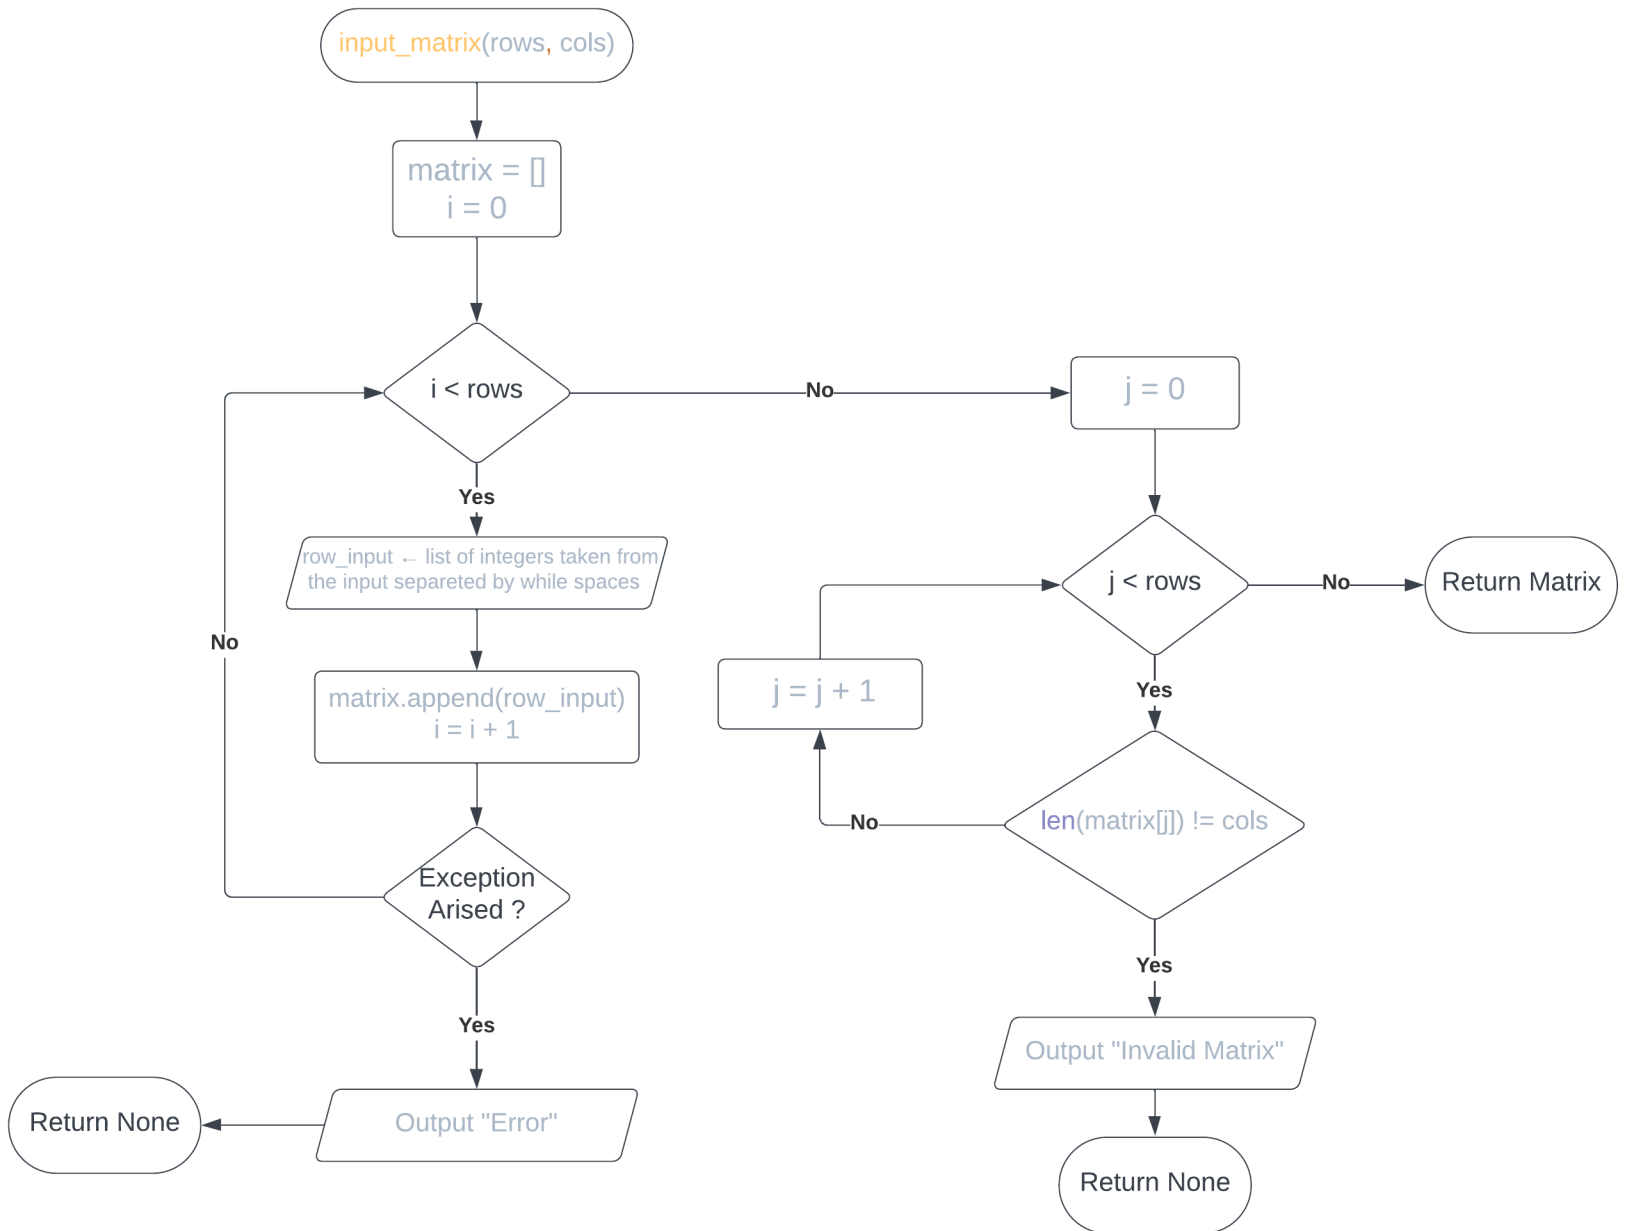 input_matrix(rows, cols)
matrix = []
i = 0
i < rows
No
j = 0
Yes
row_input ← list of integers taken from
the input separeted by while spaces
No
matrix.append(row_input)
i = i + 1
Exception
Arised ?
Yes
Output "Error"
Return None
j < rows
No
Return Matrix
Yes
j = j + 1
No
len(matrix[j]) != cols
Yes
Output "Invalid Matrix"
Return None